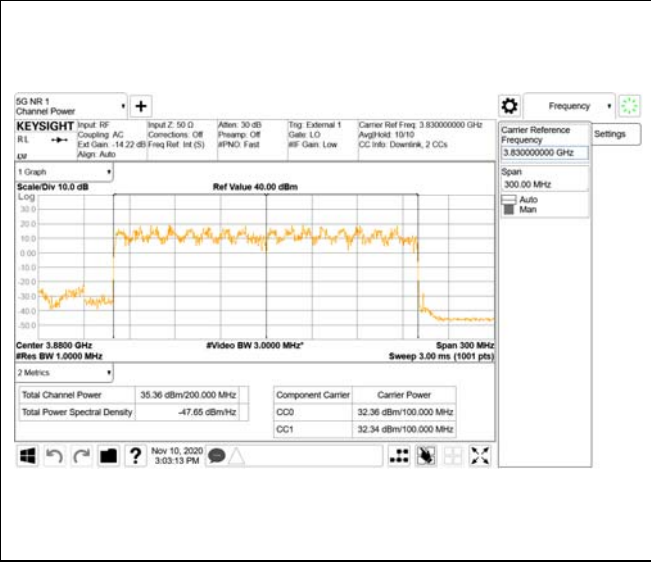 5G NR 1
Channel Power
Frequency
KEYSIGHT
RL
Input: RF
Coupling: AC
Ext Gain: -14.22 dB
Align: Auto
Input Z: 50 Ω
Corrections: Off
Freq Ref: Int (S)
Atten: 30 dB
Preamp: Off
#PNO: Fast
Trig: External 1
Gate: LO
#IF Gain: Low
Carrier Ref Freq: 3.830000000 GHz
Avg|Hold: 10/10
CC Info: Downlink, 2 CCs
Carrier Reference
Frequency
3.830000000 GHz
Settings
Span
300.00 MHz
Auto
Man
1 Graph
Scale/Div 10.0 dB
Ref Value 40.00 dBm
Log
30.0
20.0
10.0
0.00
-10.0
-20.0
-30.0
-40.0
-50.0
Center 3.8800 GHz
#Video BW 3.0000 MHz*
Span 300 MHz
#Res BW 1.0000 MHz
Sweep 3.00 ms (1001 pts)
2 Metrics
Total Channel Power 35.36 dBm/200.000 MHz
Total Power Spectral Density -47.65 dBm/Hz
Component Carrier Carrier Power
CC0 32.36 dBm/100.000 MHz
CC1 32.34 dBm/100.000 MHz
?
Nov 10, 2020
3:03:13 PM